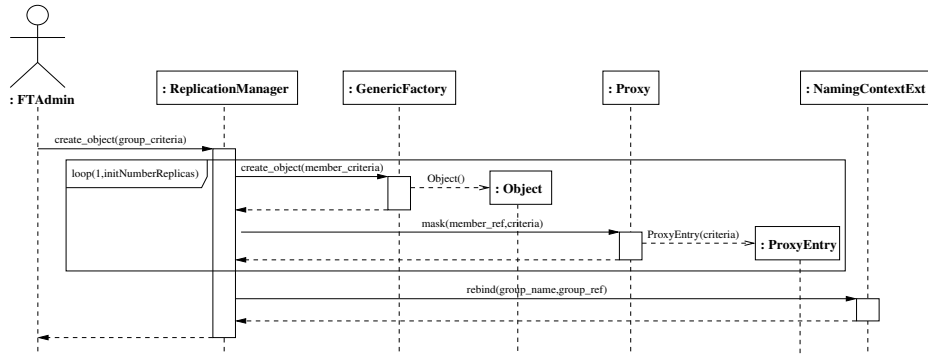 : FTAdmin
: ReplicationManager
: GenericFactory
: Proxy
: NamingContextExt
create_object(group_criteria)
loop(1,initNumberReplicas)
create_object(member_criteria)
Object()
: Object
mask(member_ref,criteria)
ProxyEntry(criteria)
: ProxyEntry
rebind(group_name,group_ref)